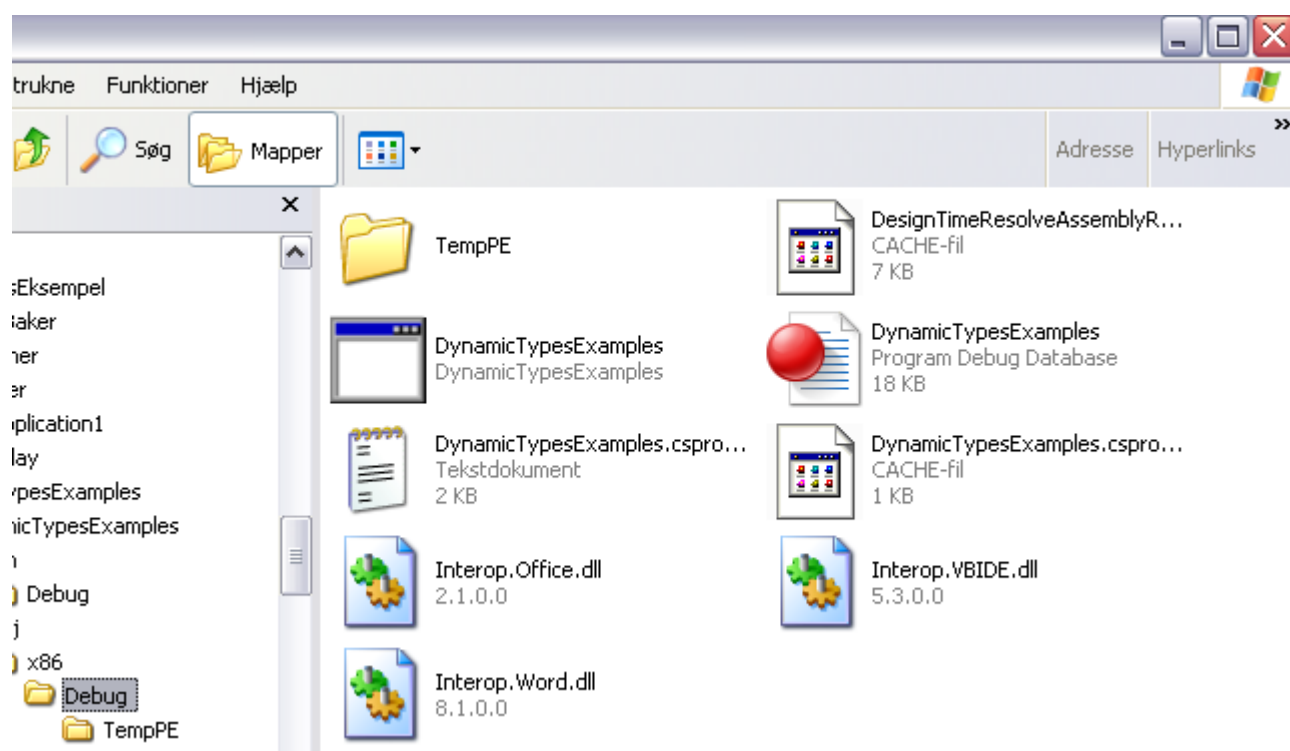 trukne Funktioner Hjælp
Søg Mapper Adresse Hyperlinks »
sEksempel
Baker
ner
er
plication1
lay
ypesExamples
nicTypesExamples
Debug
j
x86
Debug
TempPE
TempPE
DesignTimeResolveAssemblyR...
CACHE-fil
7 KB
DynamicTypesExamples
DynamicTypesExamples
DynamicTypesExamples
Program Debug Database
18 KB
DynamicTypesExamples.cspro...
Tekstdokument
2 KB
DynamicTypesExamples.cspro...
CACHE-fil
1 KB
Interop.Office.dll
2.1.0.0
Interop.VBIDE.dll
5.3.0.0
Interop.Word.dll
8.1.0.0